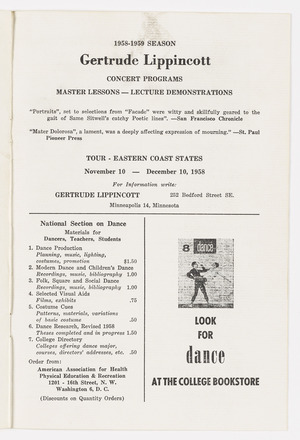 1958-1959 SEASON
Gertrude Lippincott
CONCERT PROGRAMS
MASTER LESSONS — LECTURE DEMONSTRATIONS
"Portraits", set to selections from "Facade" were witty and skillfully geared to the
gait of Same Sitwell's catchy Poetic lines". —San Francisco Chronicle
"Mater Dolorosa", a lament, was a deeply affecting expression of mourning." —St. Paul
Pioneer Press
TOUR - EASTERN COAST STATES
November 10 — December 10, 1958
For Information write:
GERTRUDE LIPPINCOTT 252 Bedford Street SE.
Minneapolis 14, Minnesota
National Section on Dance
Materials for
Dancers, Teachers, Students
1. Dance Production
Planning, music, lighting,
costumes, promotion $1.50
2. Modern Dance and Children's Dance
Recordings, music, bibliography 1.00
3. Folk, Square and Social Dance
Recordings, music, bibliography 1.00
4. Selected Visual Aids
Films, exhibits .75
5. Costume Cues
Patterns, materials, variations
of basic costume .50
6. Dance Research, Revised 1958
Theses completed and in progress 1.50
7. College Directory
Colleges offering dance major,
courses, directors' addresses, etc. .50
Order from:
American Association for Health
Physical Education & Recreation
1201 - 16th Street, N. W.
Washington 6, D. C.
(Discounts on Quantity Orders)
8 dance
LOOK
FOR
dance
AT THE COLLEGE BOOKSTORE